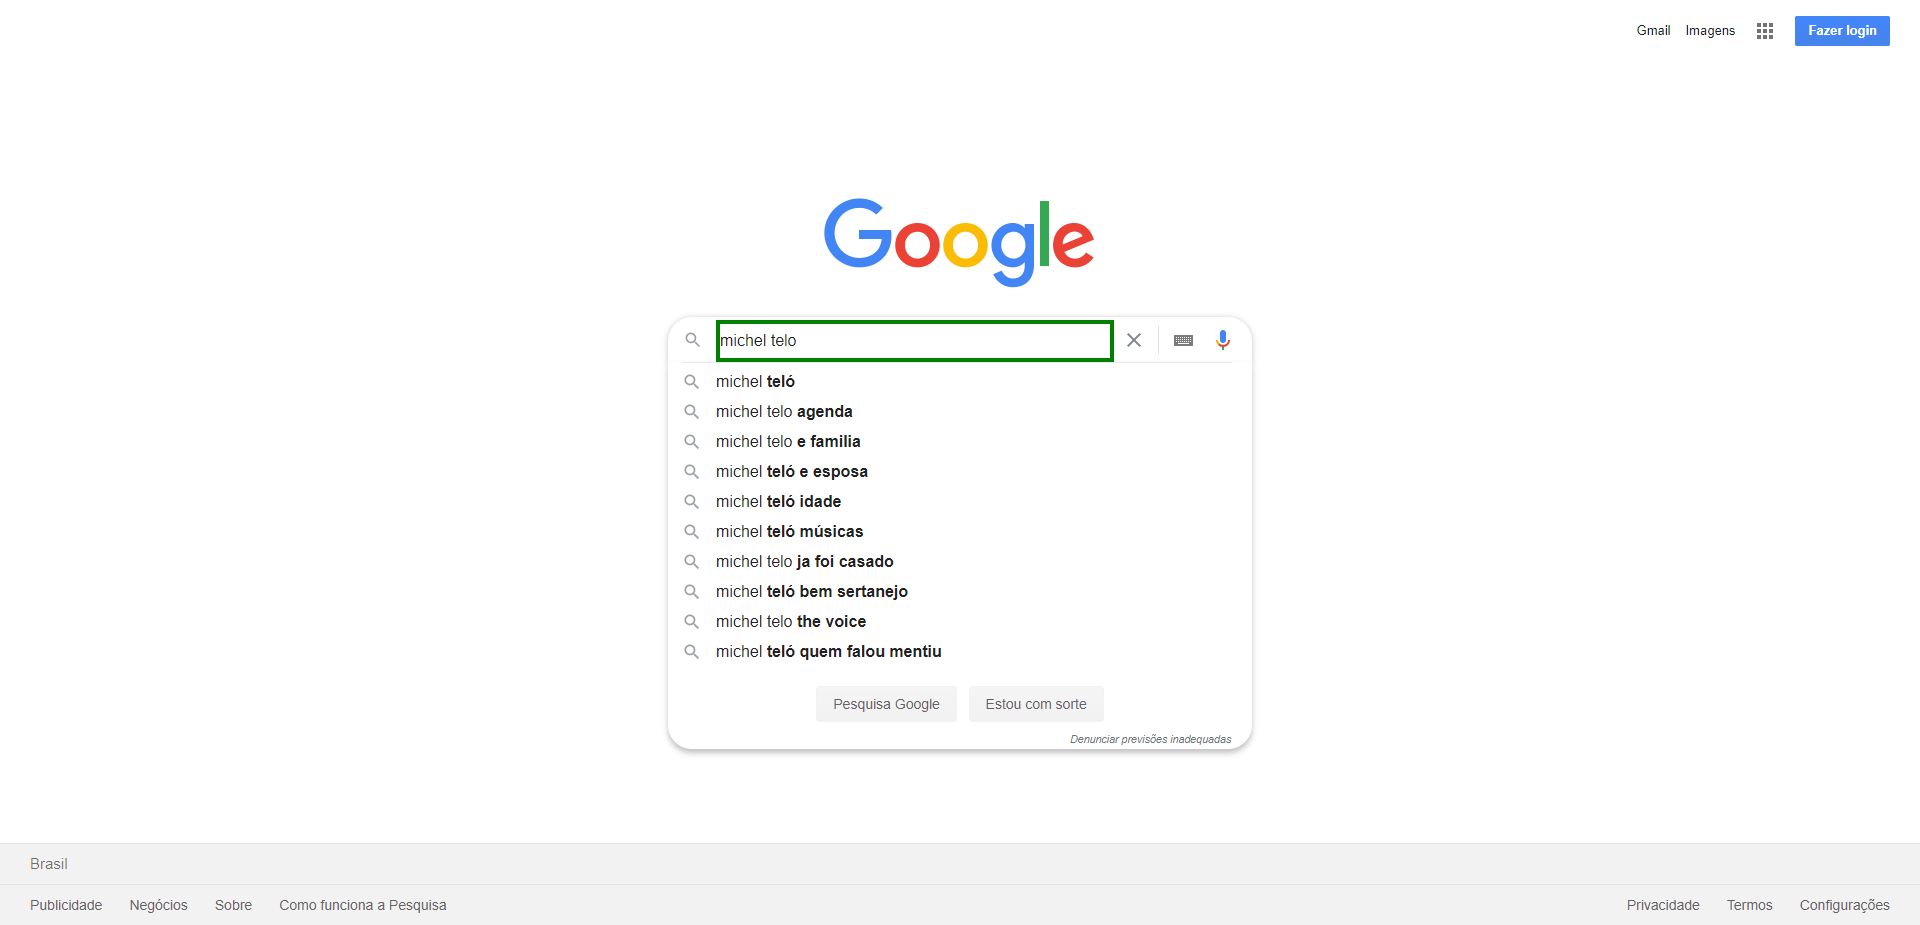 Gmail Imagens Fazer login
Google
michel telo
michel teló
michel telo agenda
michel telo e familia
michel teló e esposa
michel teló idade
michel teló músicas
michel telo ja foi casado
michel teló bem sertanejo
michel telo the voice
michel teló quem falou mentiu
Pesquisa Google Estou com sorte
Denunciar previsões inadequadas
Brasil
Publicidade Negócios Sobre Como funciona a Pesquisa Privacidade Termos Configurações